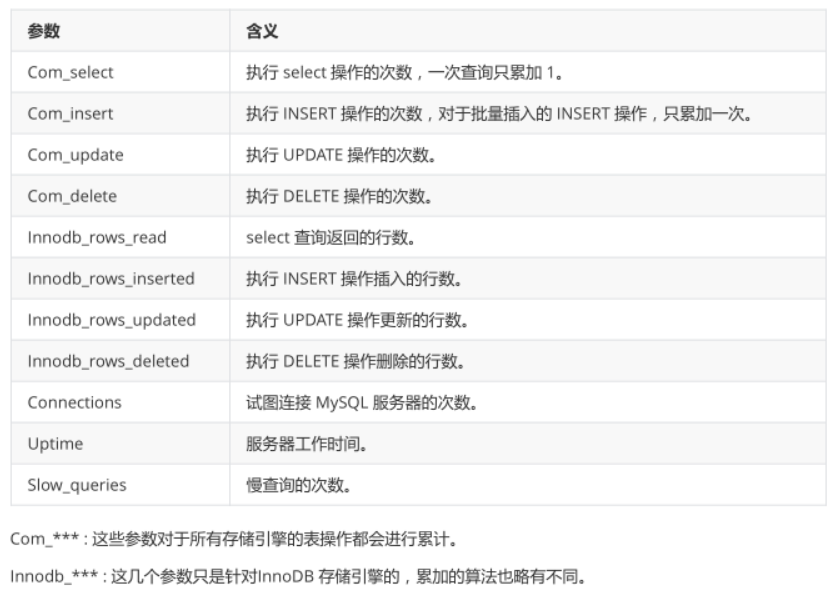 参数 含义
Com_select 执行 select 操作的次数，一次查询只累加 1。
Com_insert 执行 INSERT 操作的次数，对于批量插入的 INSERT 操作，只累加一次。
Com_update 执行 UPDATE 操作的次数。
Com_delete 执行 DELETE 操作的次数。
Innodb_rows_read select 查询返回的行数。
Innodb_rows_inserted 执行 INSERT 操作插入的行数。
Innodb_rows_updated 执行 UPDATE 操作更新的行数。
Innodb_rows_deleted 执行 DELETE 操作删除的行数。
Connections 试图连接 MySQL 服务器的次数。
Uptime 服务器工作时间。
Slow_queries 慢查询的次数。
Com_*** : 这些参数对于所有存储引擎的表操作都会进行累计。
Innodb_*** : 这几个参数只是针对InnoDB 存储引擎的，累加的算法也略有不同。